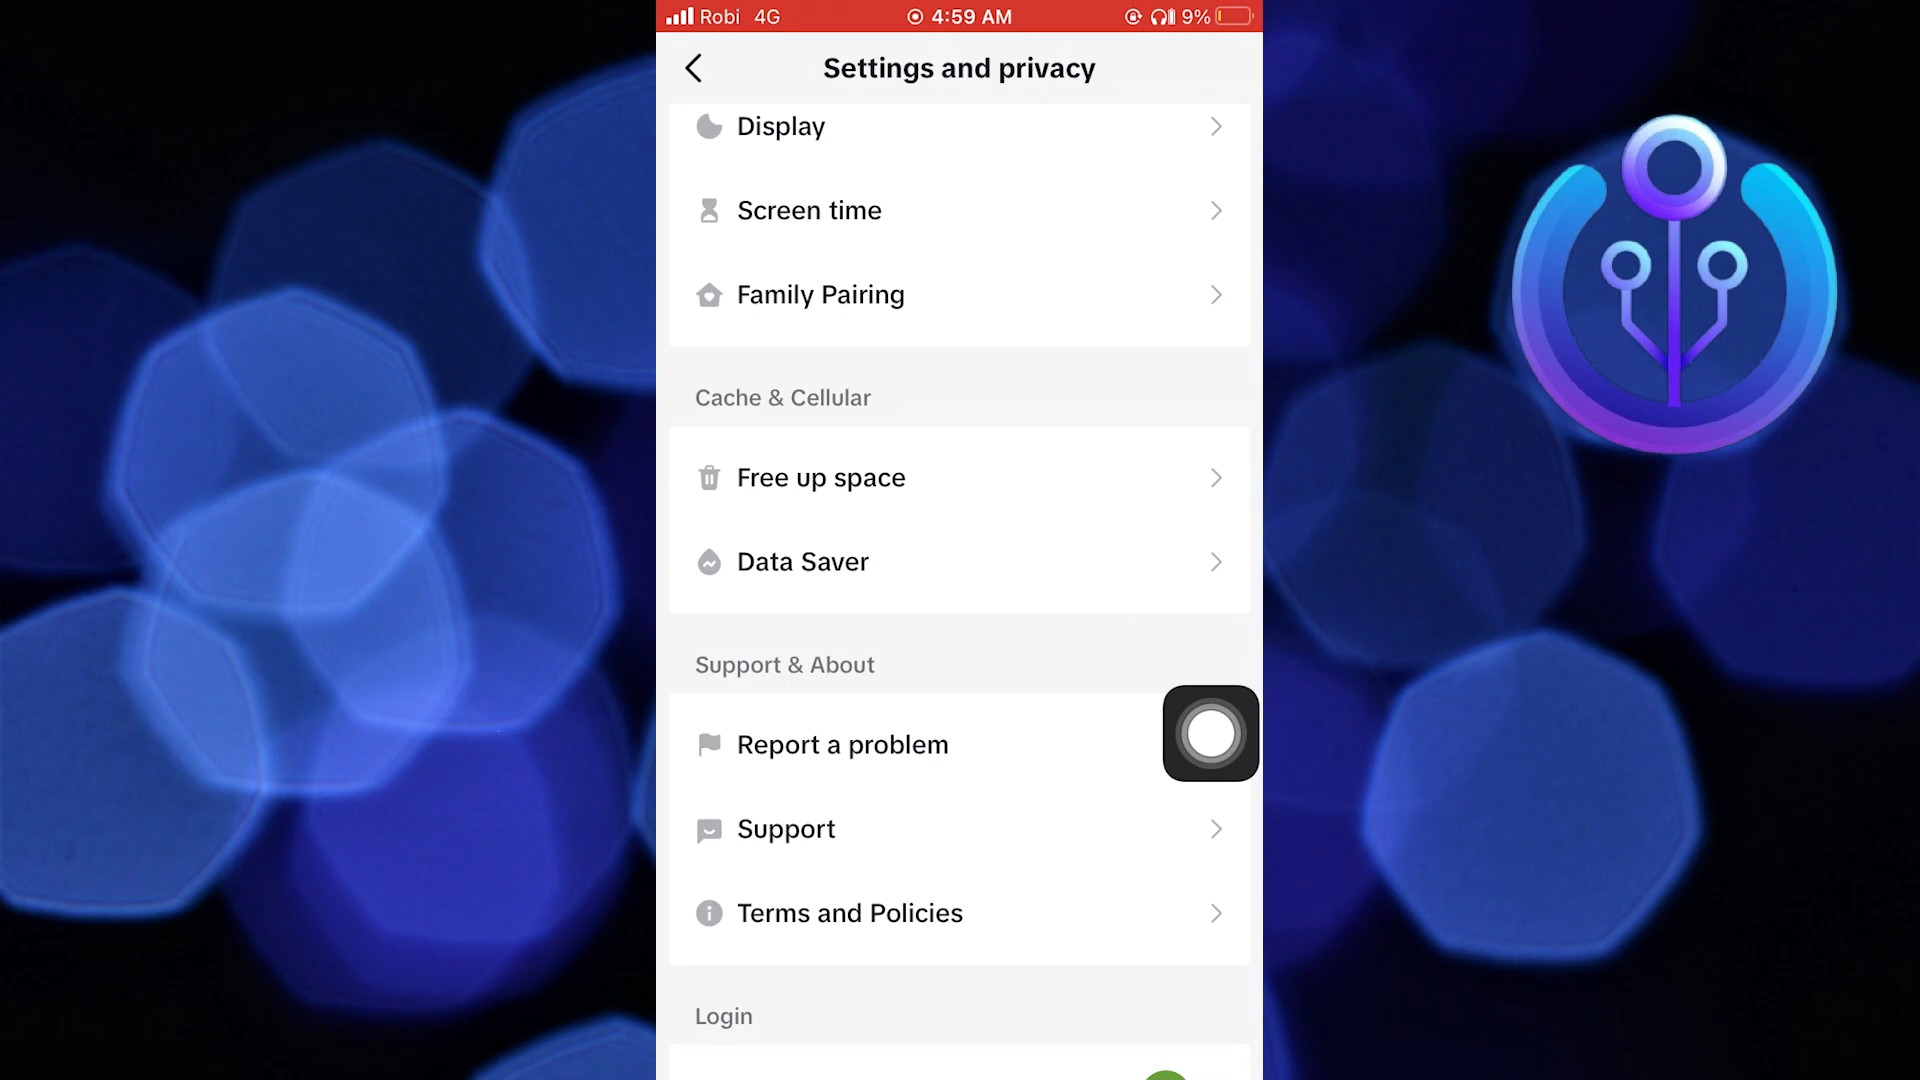 Robi 4G 4:59 AM 9%
Settings and privacy
Display
Screen time
Family Pairing
Cache & Cellular
Free up space
Data Saver
Support & About
Report a problem
Support
Terms and Policies
Login